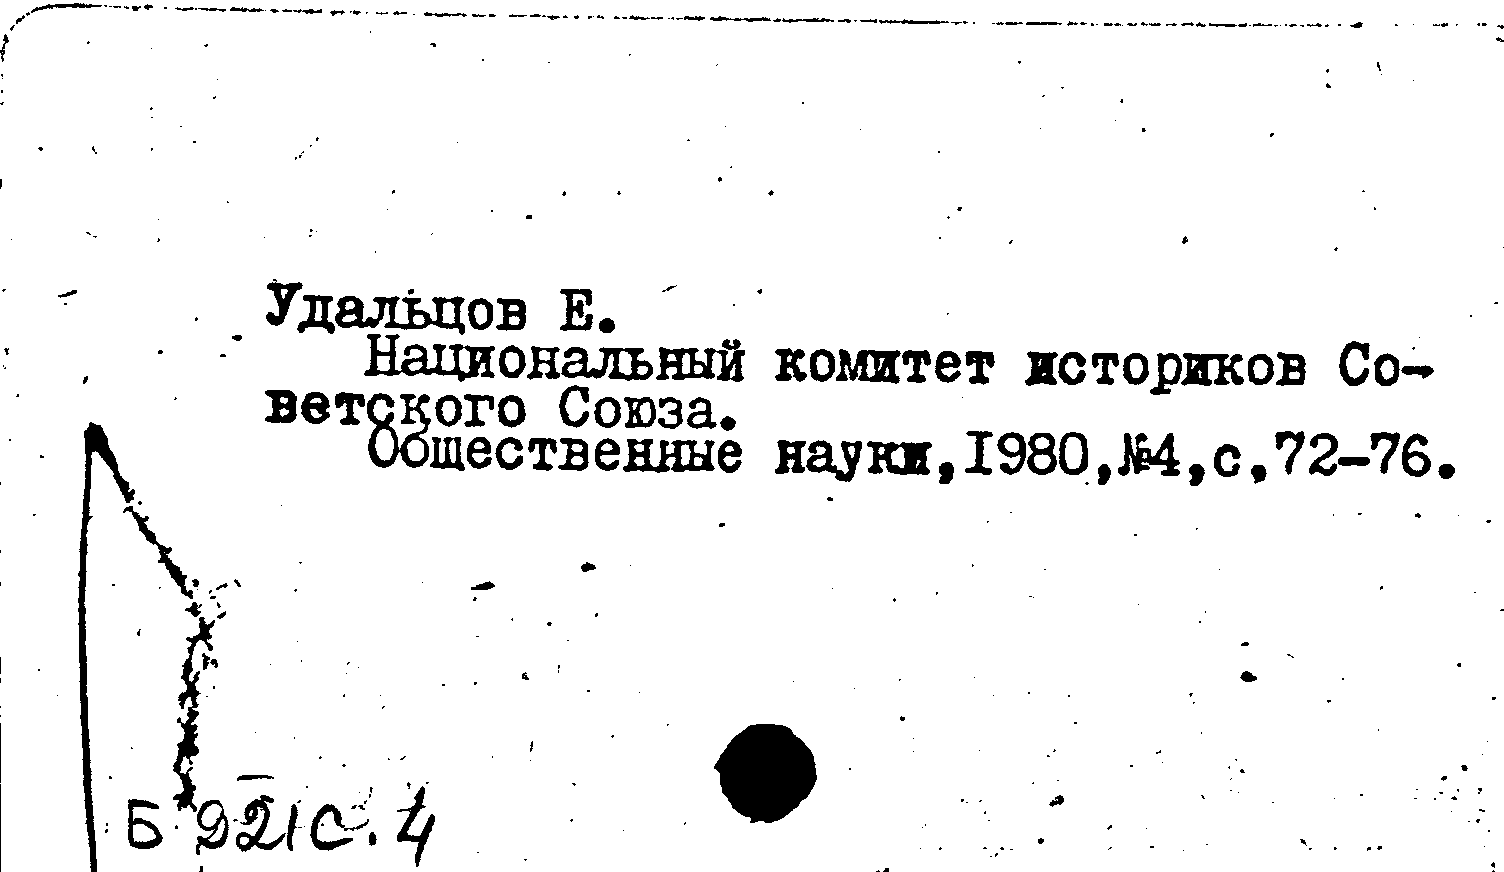 Удальцов Е.
Национальный комитет историков Со-
ветского Союза.
Общественные науки,1980,№4,с.72-76.
Б 921с. 4